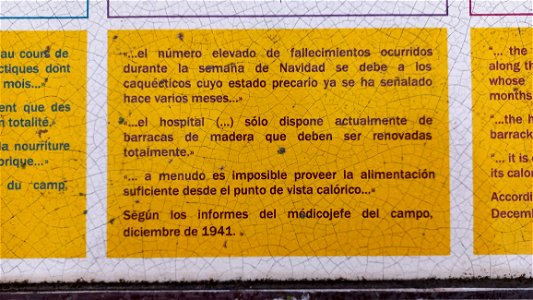 au cours de
ctiques dont
mois...»
ent que des
n totalité.»
la nourriture
orique...»
du camp,
«...el número elevado de fallecimientos ocurridos
durante la semana de Navidad se debe a los
caquécticos cuyo estado precario ya se ha señalado
hace varios meses...»
«...el hospital (...) sólo dispone actualmente de
barracas de madera que deben ser renovadas
totalmente.»
«... a menudo es imposible proveer la alimentación
suficiente desde el punto de vista calórico...»
Según los informes del médicojefe del campo,
diciembre de 1941.
"... the
along th
whose
months
"...the h
barrack
"... it is
its calor
Accordi
Decemb